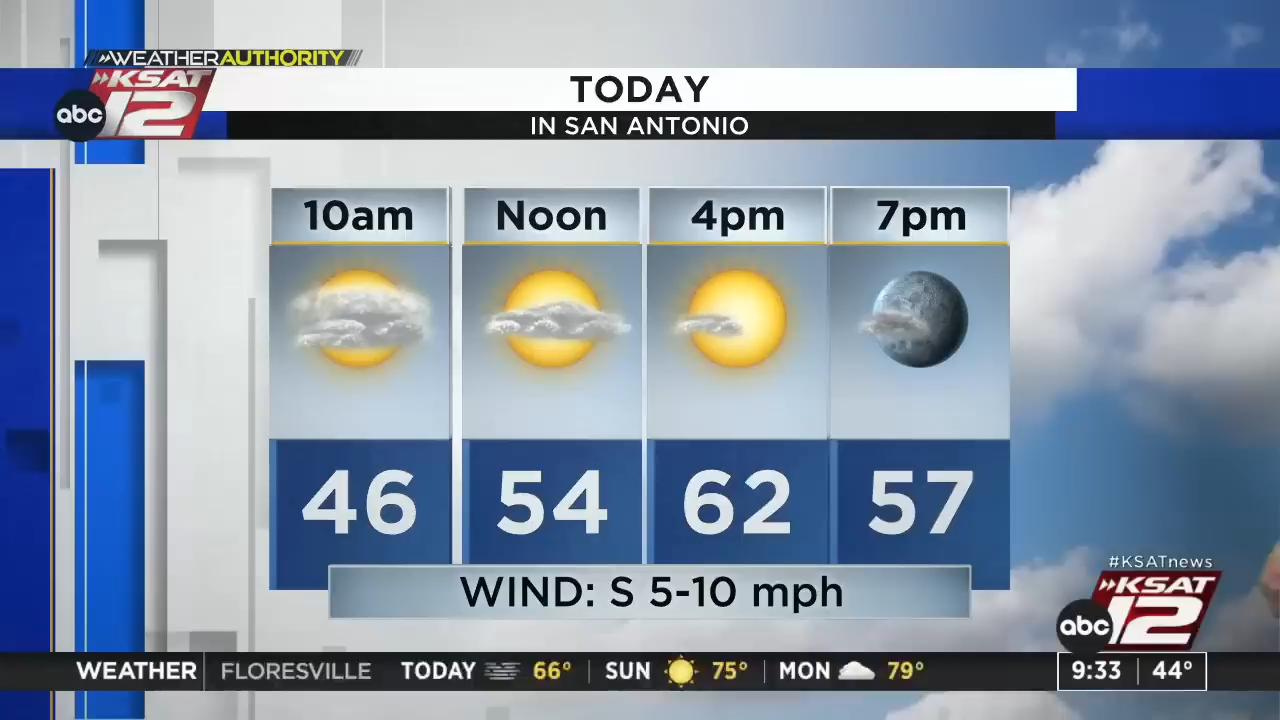 WEATHERAUTHORITY
KSAT
abc 12
TODAY
IN SAN ANTONIO
10am Noon 4pm 7pm
46 54 62 57
WIND: S 5-10 mph
#KSATnews
KSAT
abc 12
WEATHER FLORESVILLE TODAY 66° SUN 75° MON 79° 9:33 44°